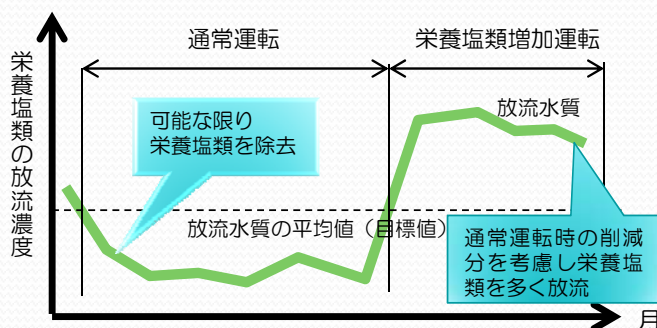 通常運転
栄養塩類増加運転
栄養塩類の放流濃度
可能な限り
栄養塩類を除去
放流水質
放流水質の平均値（目標値）
通常運転時の削減
分を考慮し栄養塩
類を多く放流
月